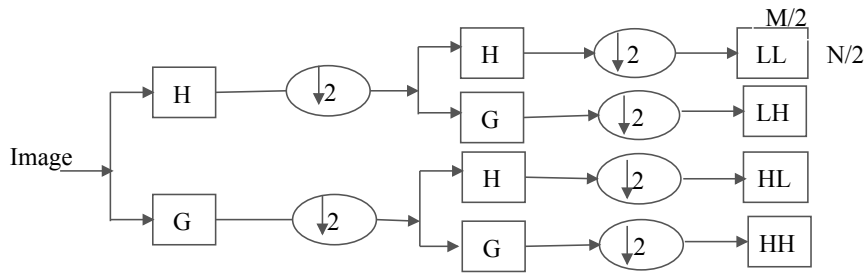 M/2
H ↓2 LL N/2
H ↓2
G ↓2 LH
Image
H ↓2 HL
G ↓2
G ↓2 HH